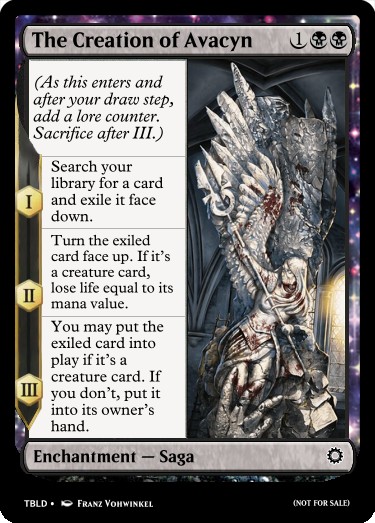 The Creation of Avacyn 1
(As this enters and
after your draw step,
add a lore counter.
Sacrifice after III.)
I
Search your
library for a card
and exile it face
down.
II
Turn the exiled
card face up. If it's
a creature card,
lose life equal to its
mana value.
III
You may put the
exiled card into
play if it's a
creature card. If
you don't, put it
into its owner's
hand.
Enchantment — Saga
TBLD • Franz Vohwinkel (NOT FOR SALE)